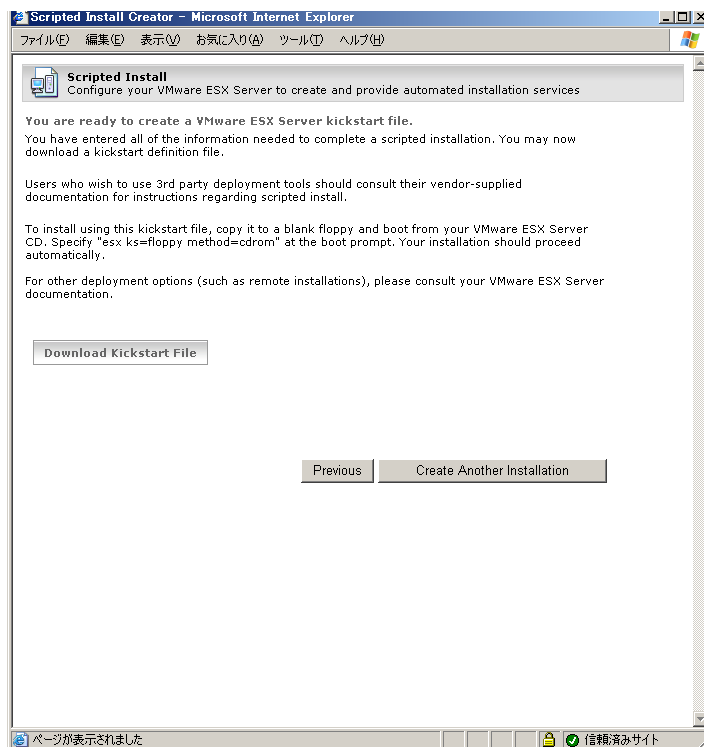 Scripted Install Creator - Microsoft Internet Explorer
ファイル(F) 編集(E) 表示(V) お気に入り(A) ツール(T) ヘルプ(H)
Scripted Install
Configure your VMware ESX Server to create and provide automated installation services
You are ready to create a VMware ESX Server kickstart file.
You have entered all of the information needed to complete a scripted installation. You may now
download a kickstart definition file.
Users who wish to use 3rd party deployment tools should consult their vendor-supplied
documentation for instructions regarding scripted install.
To install using this kickstart file, copy it to a blank floppy and boot from your VMware ESX Server
CD. Specify "esx ks=floppy method=cdrom" at the boot prompt. Your installation should proceed
automatically.
For other deployment options (such as remote installations), please consult your VMware ESX Server
documentation.
Download Kickstart File
Previous
Create Another Installation
ページが表示されました
信頼済みサイト